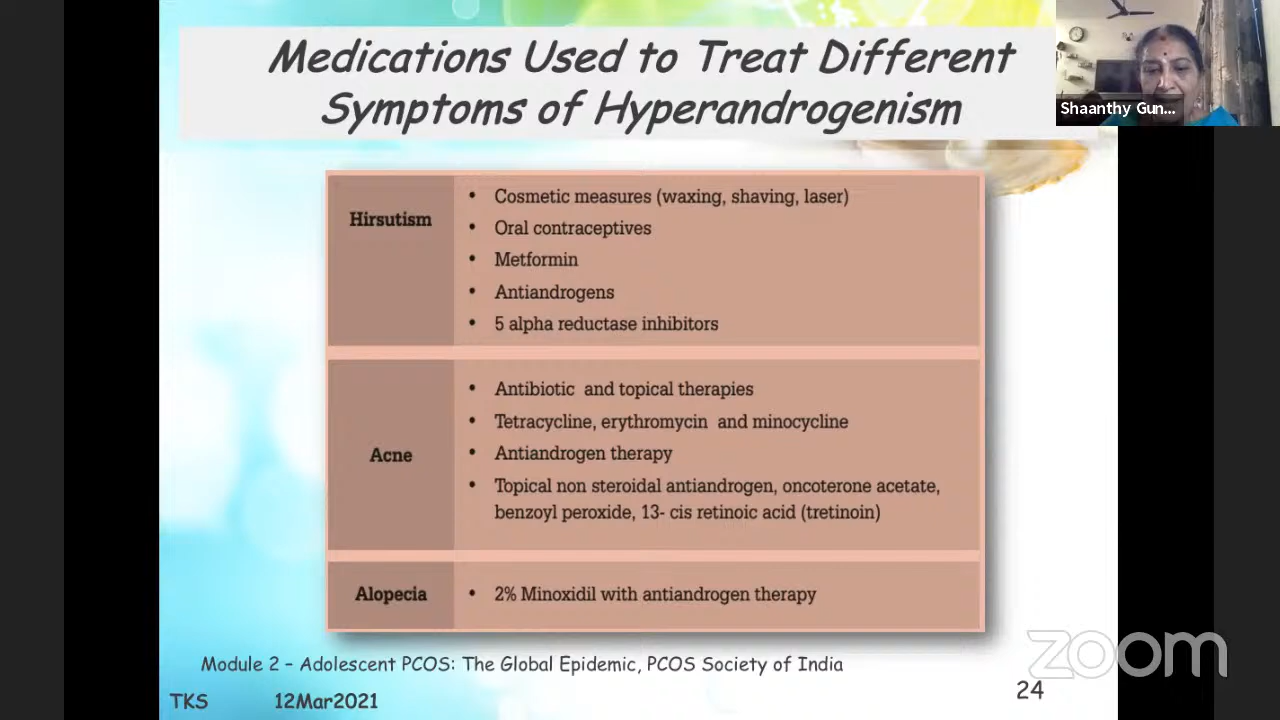 Medications Used to Treat Different
Symptoms of Hyperandrogenism
Shaanthy Gun...
Hirsutism
• Cosmetic measures (waxing, shaving, laser)
• Oral contraceptives
• Metformin
• Antiandrogens
• 5 alpha reductase inhibitors
Acne
• Antibiotic and topical therapies
• Tetracycline, erythromycin and minocycline
• Antiandrogen therapy
• Topical non steroidal antiandrogen, oncoterone acetate,
benzoyl peroxide, 13- cis retinoic acid (tretinoin)
Alopecia
• 2% Minoxidil with antiandrogen therapy
Module 2 – Adolescent PCOS: The Global Epidemic, PCOS Society of India
TKS 12Mar2021
24
zoom